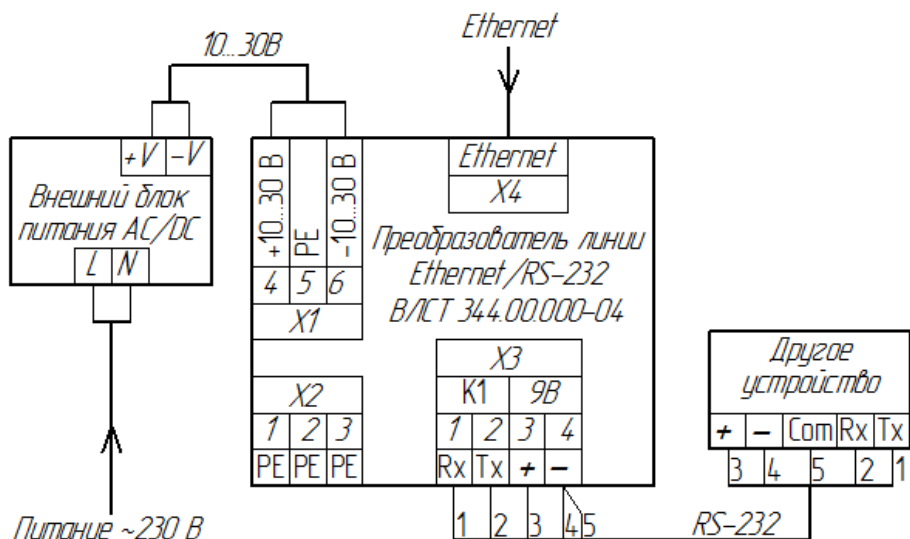 Ethernet
10...30В
+V -V
Внешний блок
питания AC/DC
L N
Питание ~230 В
+10...30 В
PE
-10...30 В
4 5 6
X1
X2
1 2 3
PE PE PE
Ethernet
X4
Преобразователь линии
Ethernet/RS-232
ВЛСТ 344.00.000-04
X3
К1 9В
1 2 3 4
Rx Tx + -
1 2 3 4 5
RS-232
Другое
устройство
+ - Com Rx Tx
3 4 5 2 1